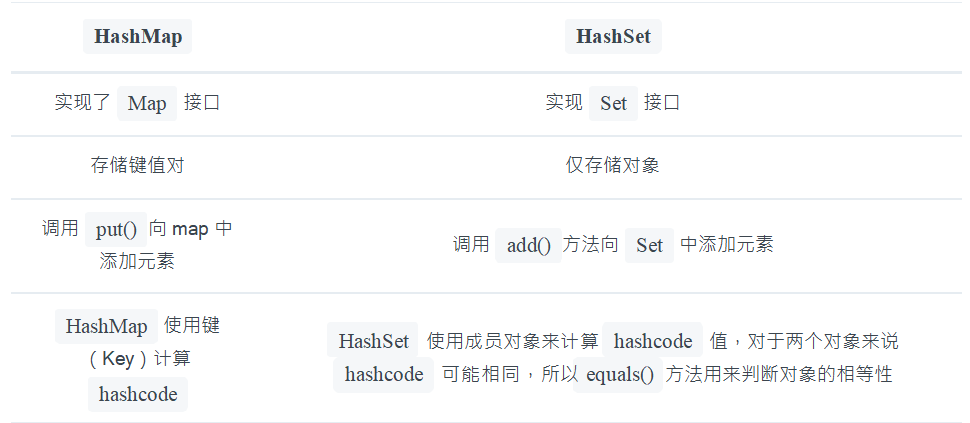 HashMap HashSet
实现了 Map 接口 实现 Set 接口
存储键值对 仅存储对象
调用 put() 向 map 中
添加元素
调用 add() 方法向 Set 中添加元素
HashMap 使用键
（Key）计算
hashcode
HashSet 使用成员对象来计算 hashcode 值，对于两个对象来说
hashcode 可能相同，所以 equals() 方法用来判断对象的相等性